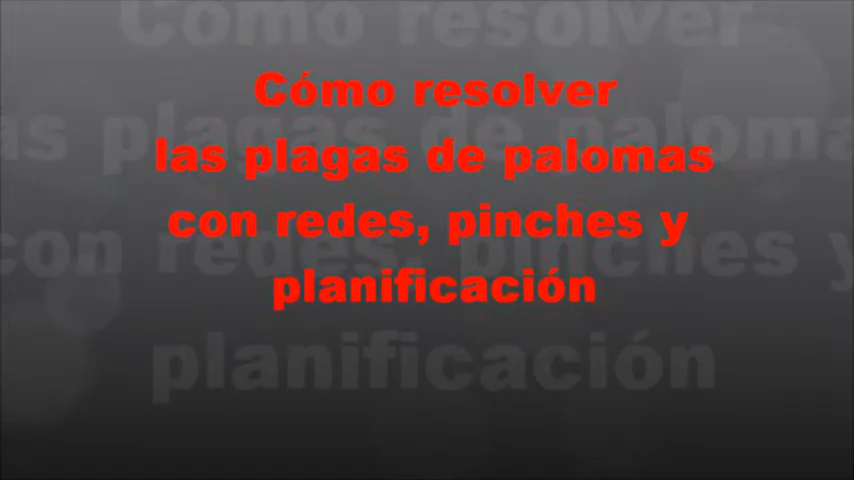 Cómo resolver
las plagas de palomas
con redes, pinches y
planificación